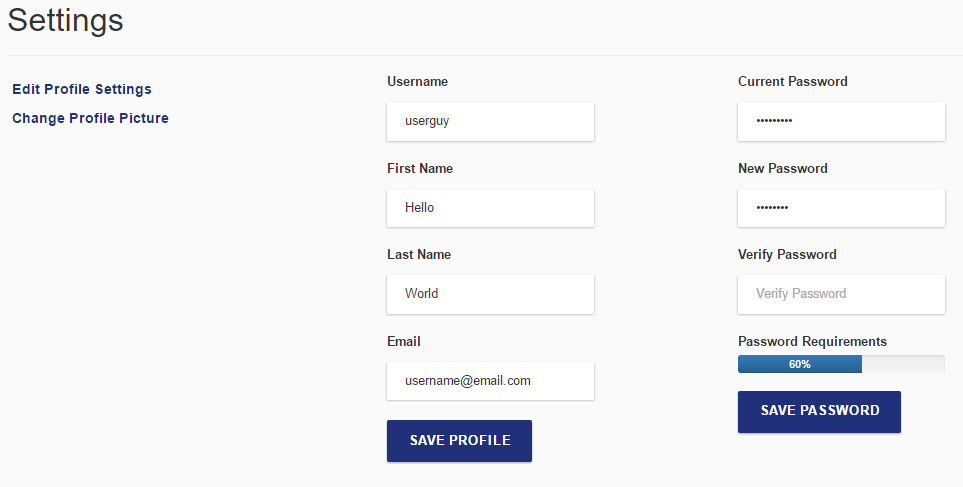 Settings
Edit Profile Settings
Change Profile Picture
Username
userguy
First Name
Hello
Last Name
World
Email
username@email.com
SAVE PROFILE
Current Password
•••••••••
New Password
••••••••
Verify Password
Verify Password
Password Requirements
60%
SAVE PASSWORD